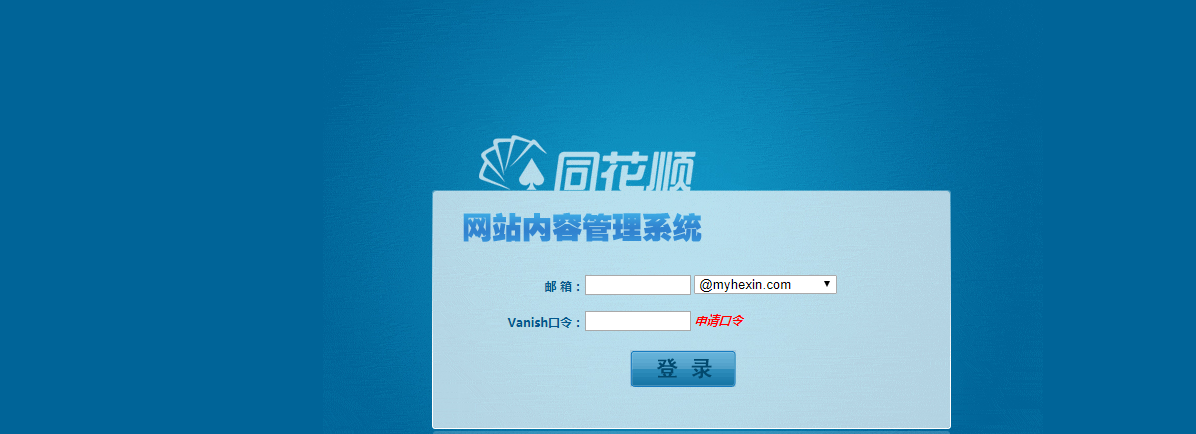 同花顺
网站内容管理系统
邮 箱：
@myhexin.com
Vanish口令：
申请口令
登 录